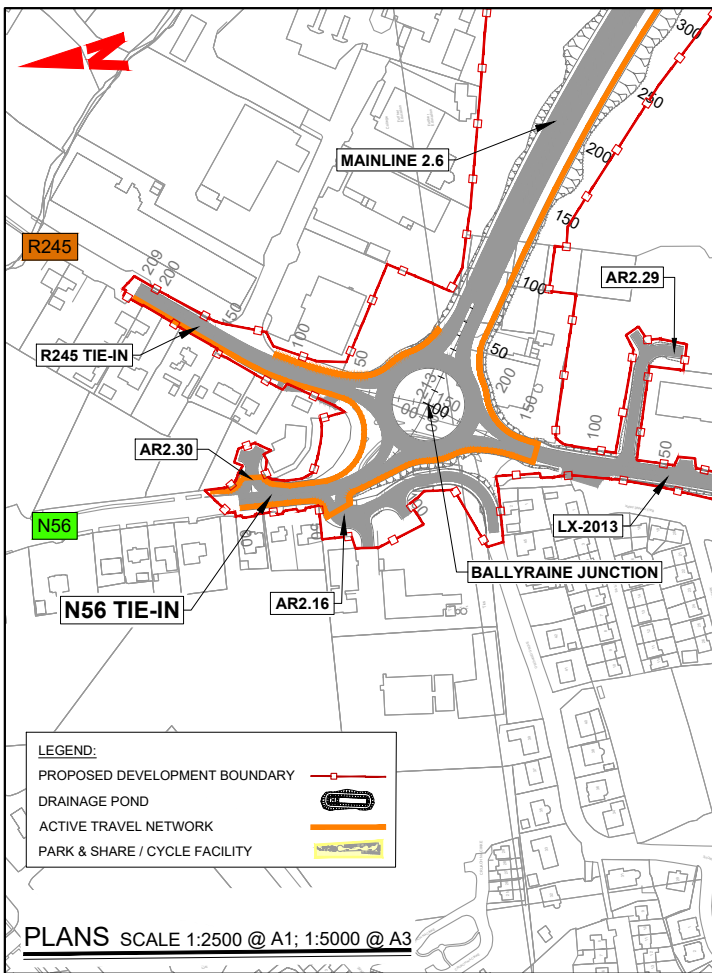 300
250
MAINLINE 2.6
200
150
R245
209
200
AR2.29
150
100
100
R245 TIE-IN
50
50
200
150
100
AR2.30
50
N56
LX-2013
BALLYRAINE JUNCTION
N56 TIE-IN
AR2.16
LEGEND:
PROPOSED DEVELOPMENT BOUNDARY
DRAINAGE POND
ACTIVE TRAVEL NETWORK
PARK & SHARE / CYCLE FACILITY
PLANS SCALE 1:2500 @ A1; 1:5000 @ A3